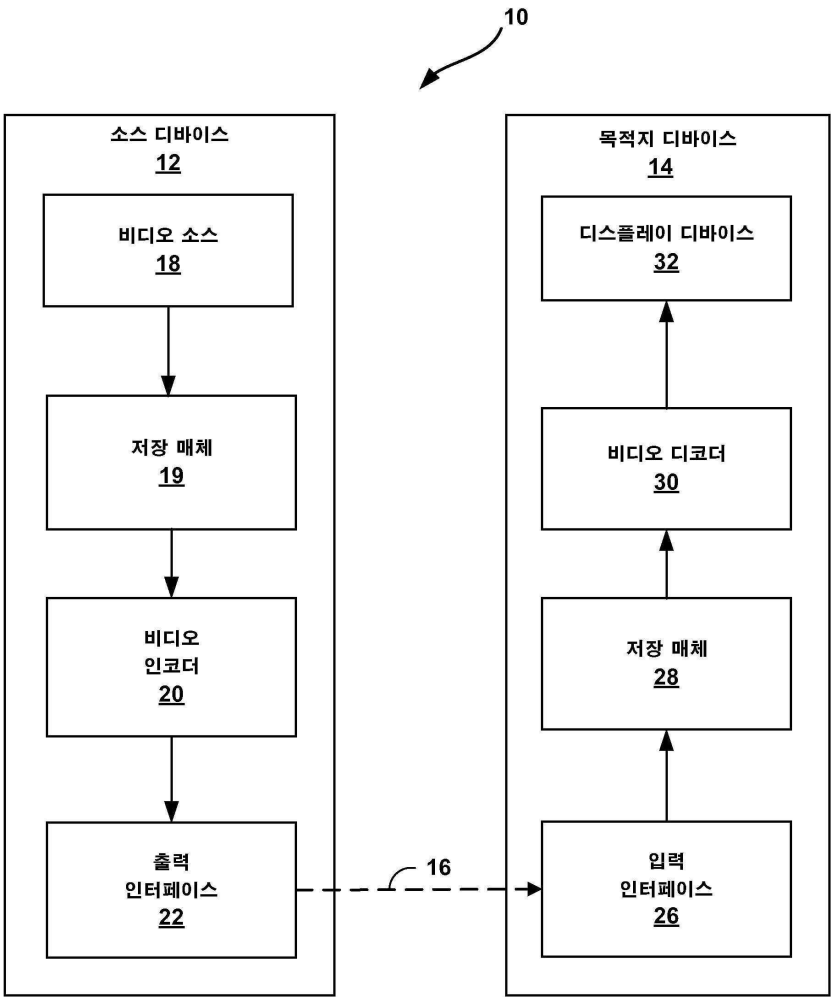 10
소스 디바이스
12
비디오 소스
18
저장 매체
19
비디오
인코더
20
출력
인터페이스
22
16
목적지 디바이스
14
디스플레이 디바이스
32
비디오 디코더
30
저장 매체
28
입력
인터페이스
26